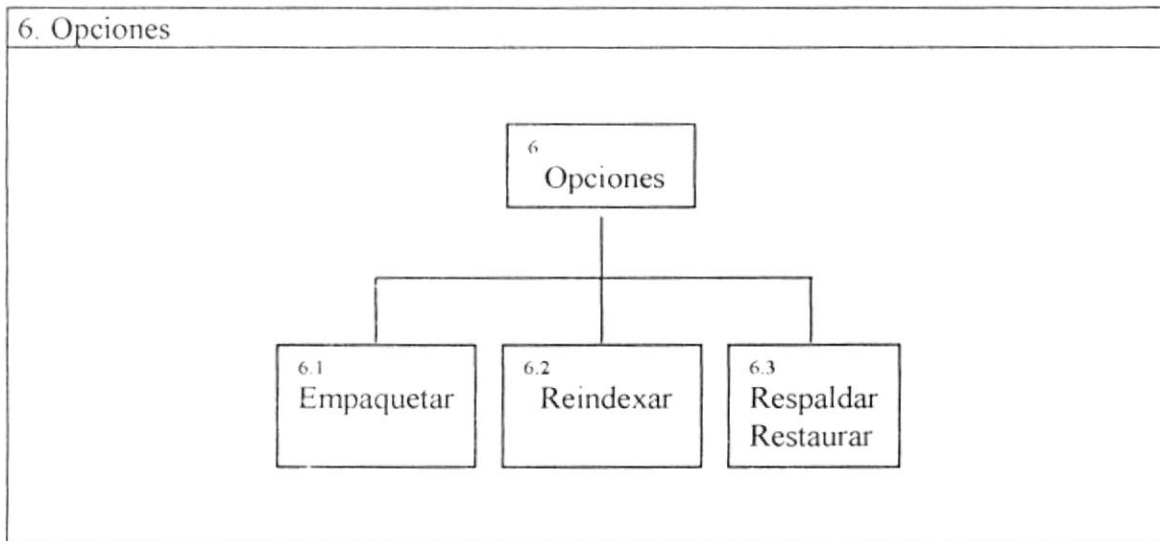 6. Opciones
6
Opciones
6.1
Empaquetar
6.2
Reindexar
6.3
Respaldar
Restaurar